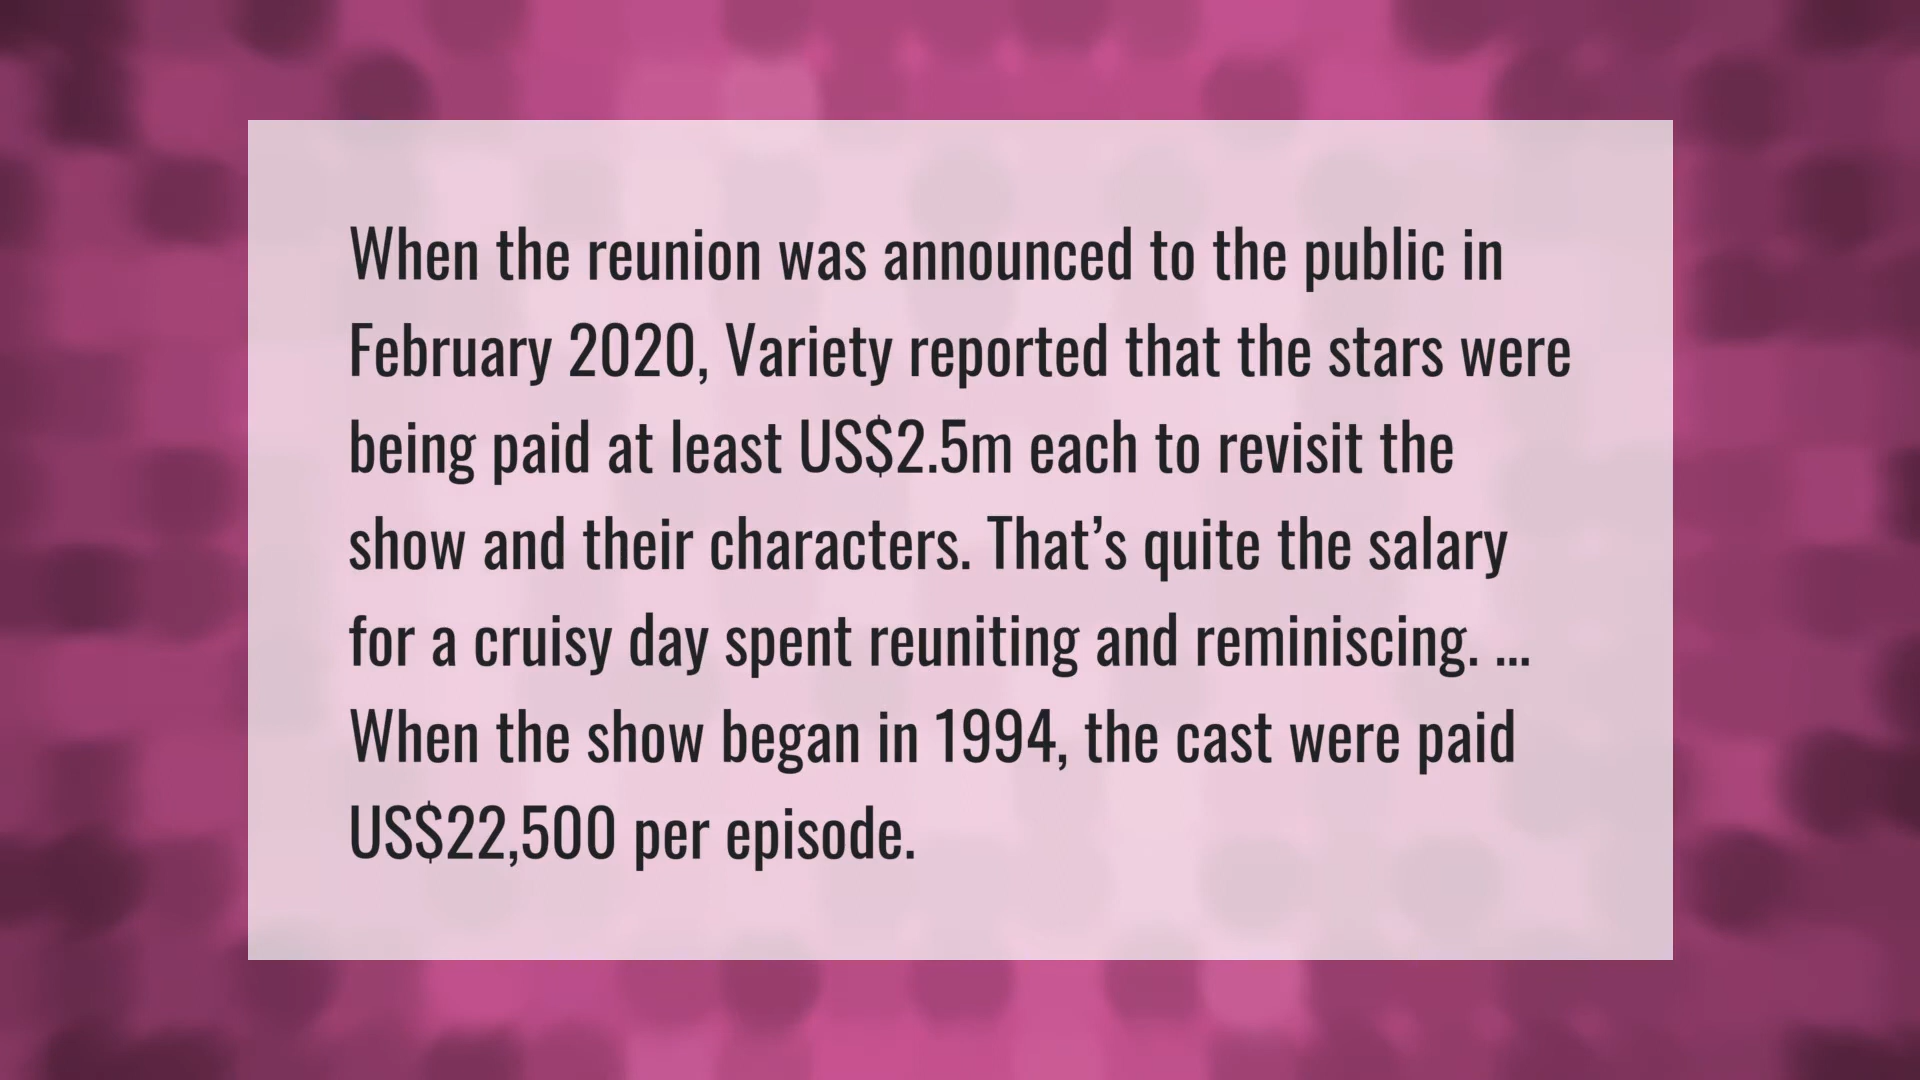 When the reunion was announced to the public in
February 2020, Variety reported that the stars were
being paid at least US$2.5m each to revisit the
show and their characters. That’s quite the salary
for a cruisy day spent reuniting and reminiscing. ...
When the show began in 1994, the cast were paid
US$22,500 per episode.